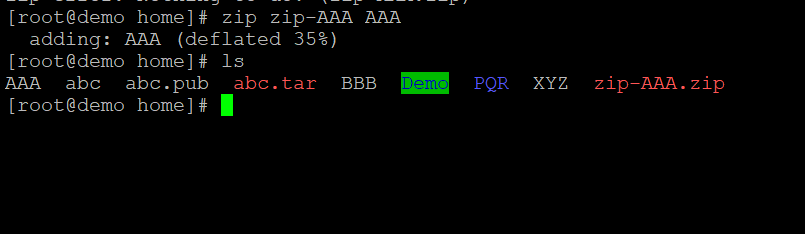 [root@demo home]# zip zip-AAA AAA
  adding: AAA (deflated 35%)
[root@demo home]# ls
AAA  abc  abc.pub  abc.tar  BBB  Demo  PQR  XYZ  zip-AAA.zip
[root@demo home]#